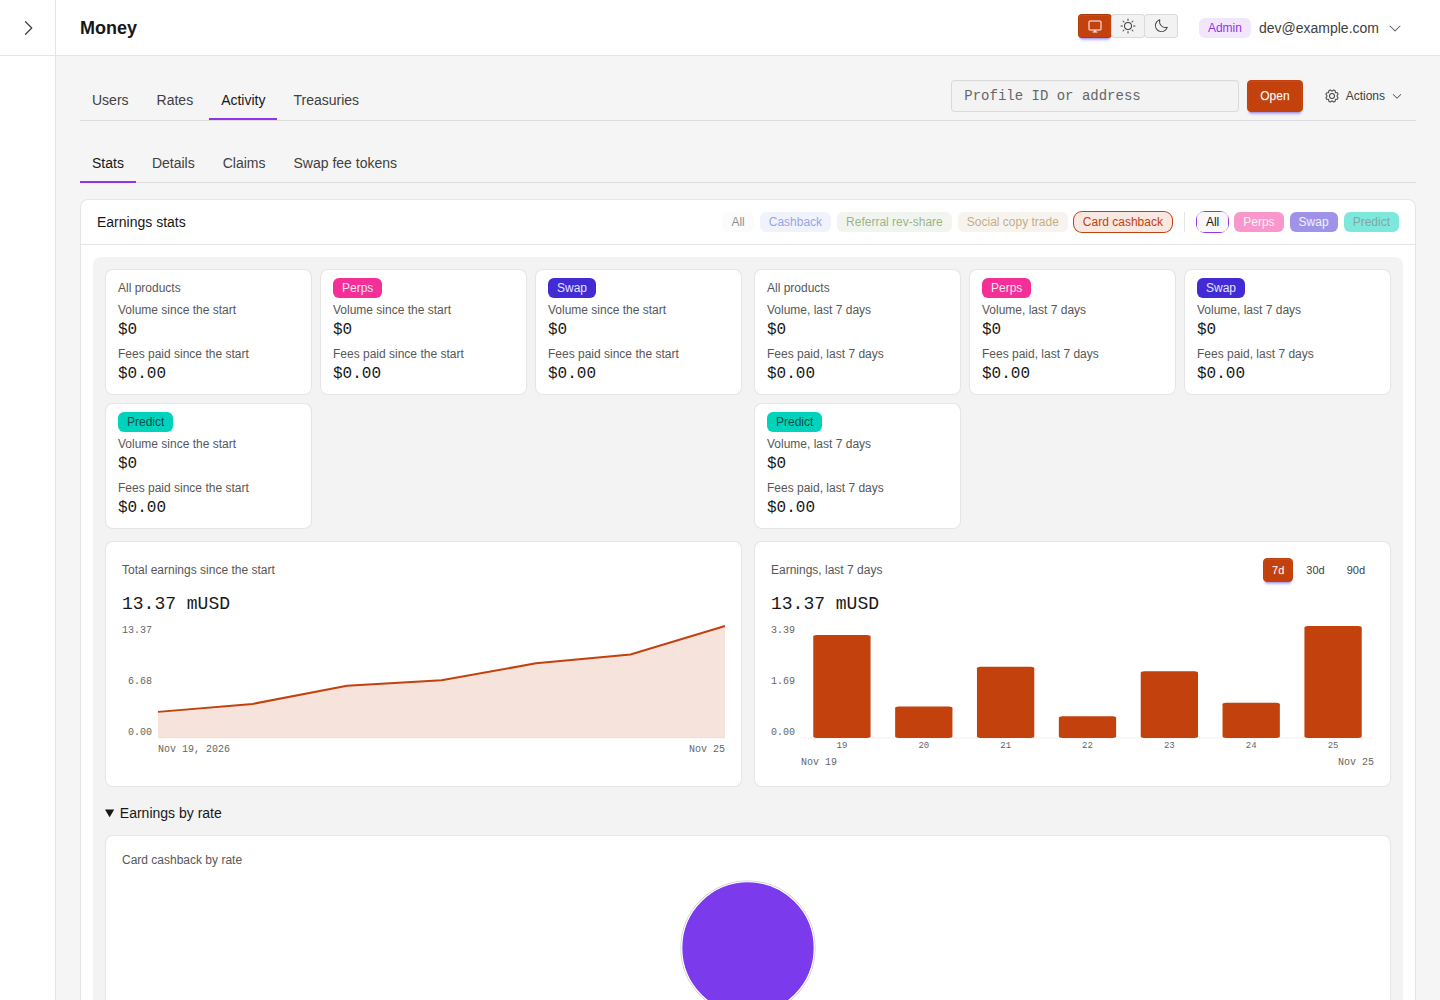 Money
Admin
dev@example.com
Users
Rates
Activity
Treasuries
Profile ID or address
Open
Actions
Stats
Details
Claims
Swap fee tokens
Earnings stats
All
Cashback
Referral rev-share
Social copy trade
Card cashback
All
Perps
Swap
Predict
All products
Volume since the start
$0
Fees paid since the start
$0.00
Perps
Volume since the start
$0
Fees paid since the start
$0.00
Swap
Volume since the start
$0
Fees paid since the start
$0.00
Predict
Volume since the start
$0
Fees paid since the start
$0.00
All products
Volume, last 7 days
$0
Fees paid, last 7 days
$0.00
Perps
Volume, last 7 days
$0
Fees paid, last 7 days
$0.00
Swap
Volume, last 7 days
$0
Fees paid, last 7 days
$0.00
Predict
Volume, last 7 days
$0
Fees paid, last 7 days
$0.00
Total earnings since the start
13.37 mUSD
13.37
6.68
0.00
Nov 19, 2026
Nov 25
Earnings, last 7 days
7d
30d
90d
13.37 mUSD
3.39
1.69
0.00
19
20
21
22
23
24
25
Nov 19
Nov 25
Earnings by rate
Card cashback by rate